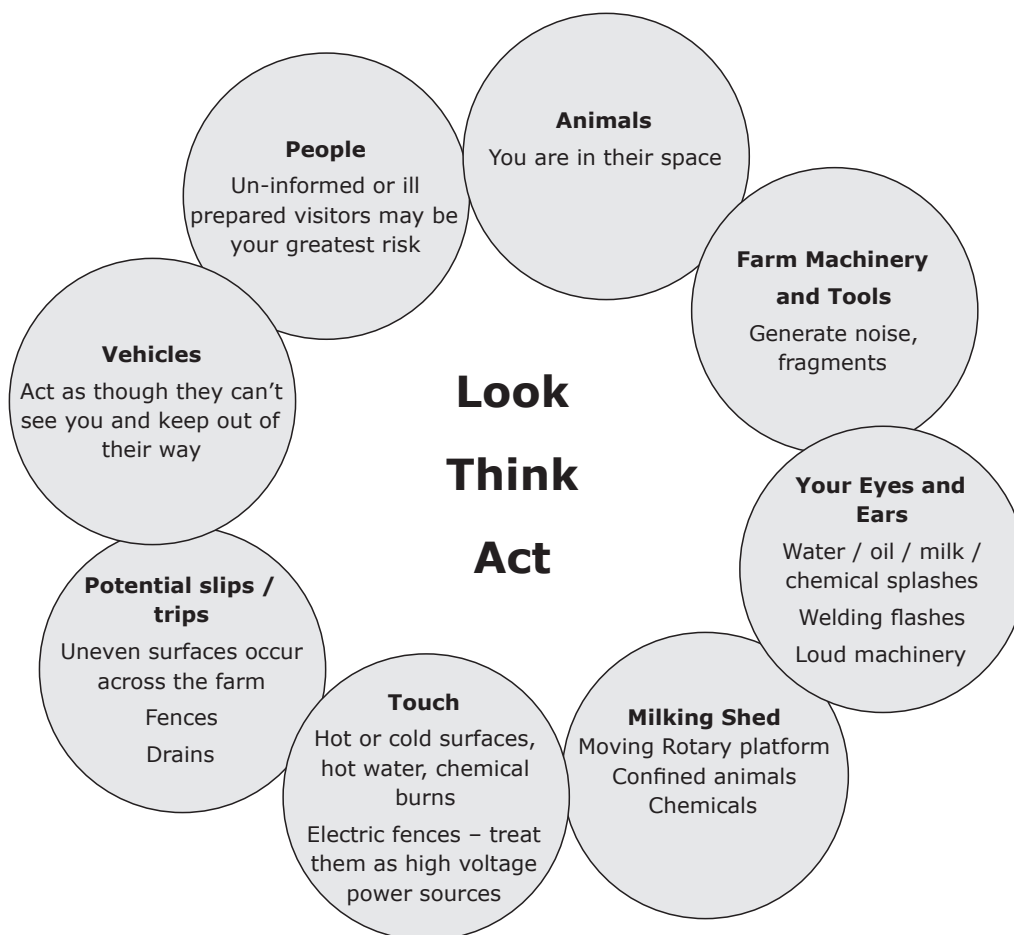 Animals
You are in their space
Farm Machinery
and Tools
Generate noise,
fragments
Your Eyes and
Ears
Water / oil / milk /
chemical splashes
Welding flashes
Loud machinery
Milking Shed
Moving Rotary platform
Confined animals
Chemicals
Touch
Hot or cold surfaces,
hot water, chemical
burns
Electric fences – treat
them as high voltage
power sources
Potential slips /
trips
Uneven surfaces occur
across the farm
Fences
Drains
Vehicles
Act as though they can’t
see you and keep out of
their way
People
Un-informed or ill
prepared visitors may be
your greatest risk
Look
Think
Act